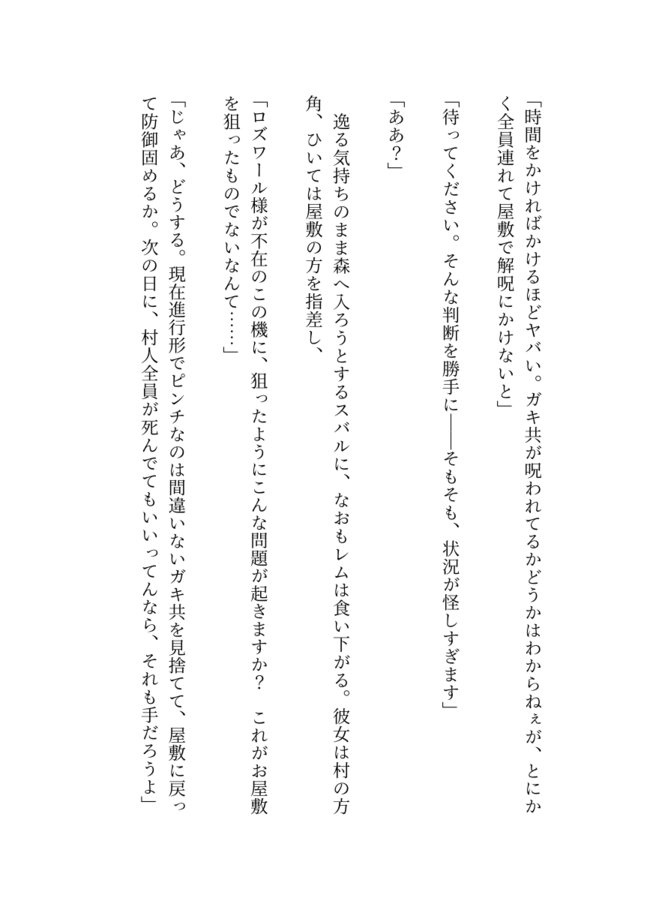 「時間をかければかけるほどヤバい。ガキ共が呪われてるかどうかはわからねぇが、とにか
く全員連れて屋敷で解呪にかけないと」
「待ってください。そんな判断を勝手に――そもそも、状況が怪しすぎます」
「ああ？」
　逸る気持ちのまま森へ入ろうとするスバルに、なおもレムは食い下がる。彼女は村の方
角、ひいては屋敷の方を指差し、
「ロズワール様が不在のこの機に、狙ったようにこんな問題が起きますか？　これがお屋敷
を狙ったものでないなんて……」
「じゃあ、どうする。現在進行形でピンチなのは間違いないガキ共を見捨てて、屋敷に戻っ
て防御固めるか。次の日に、村人全員が死んでてもいいってんなら、それも手だろうよ」